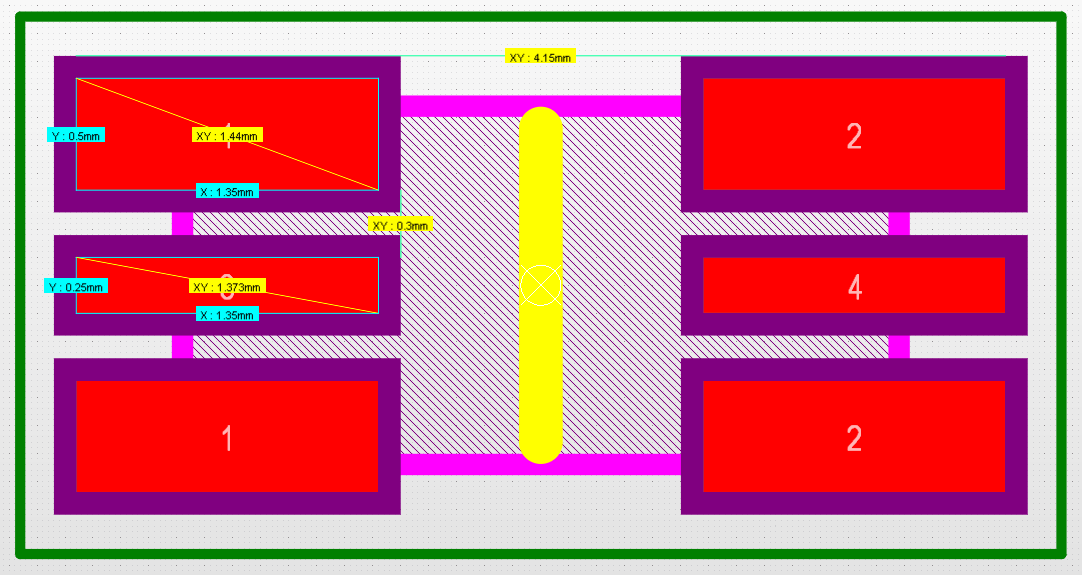 XY : 4.15mm
Y : 0.5mm
XY : 1.44mm
1
2
X : 1.35mm
XY : 0.3mm
Y : 0.25mm
XY : 1.373mm
4
X : 1.35mm
1
2